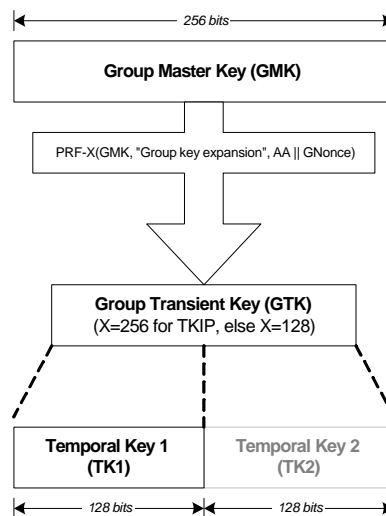 256 bits
Group Master Key (GMK)
PRF-X(GMK, "Group key expansion", AA || GNonce)
Group Transient Key (GTK)
(X=256 for TKIP, else X=128)
Temporal Key 1
(TK1)
Temporal Key 2
(TK2)
128 bits
128 bits